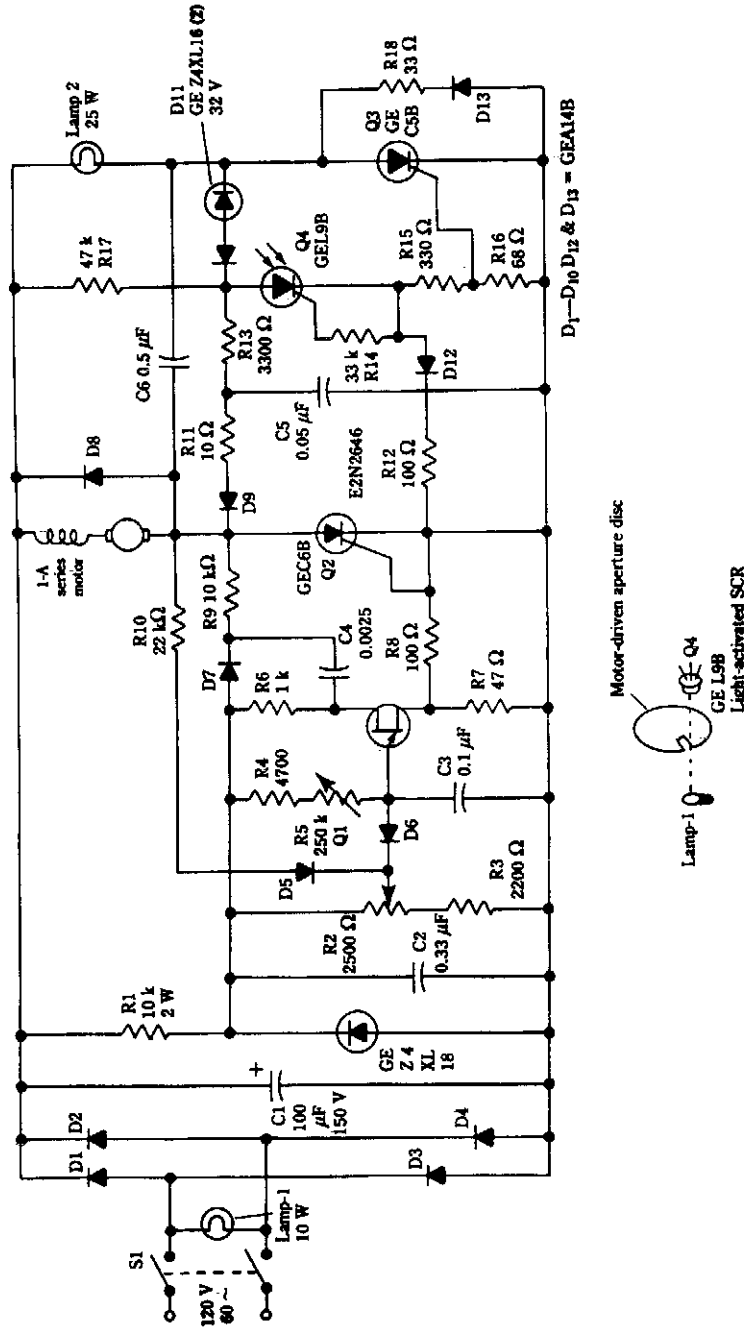 S1
120 V
60 ~
Lamp-1
10 W
D1
D2
D3
D4
C1
100
µF
150 V
+
R1
10 k
2 W
GE
Z 4
XL
18
C2
0.33 µF
R2
2500 Ω
R3
2200 Ω
D5
D6
R4
4700
R5
250 k
Q1
C3
0.1 µF
R6
1 k
D7
C4
0.0025
R7
47 Ω
R8
100 Ω
R9 10 kΩ
R10
22 kΩ
1-A
series
motor
D8
GEC6B
Q2
E2N2646
D9
R11
10 Ω
C6 0.5 µF
C5
0.05 µF
R12
100 Ω
D12
R13
3300 Ω
33 k
R14
47 k
R17
Q4
GEL9B
R15
330 Ω
R16
68 Ω
D11
GE Z4XL16 (2)
32 V
Lamp 2
25 W
Q3
GE
C5B
R18
33 Ω
D13
D1—D10 D12 & D13 = GEA14B
Motor-driven aperture disc
Lamp-1
Q4
GE L9B
Light-activated SCR